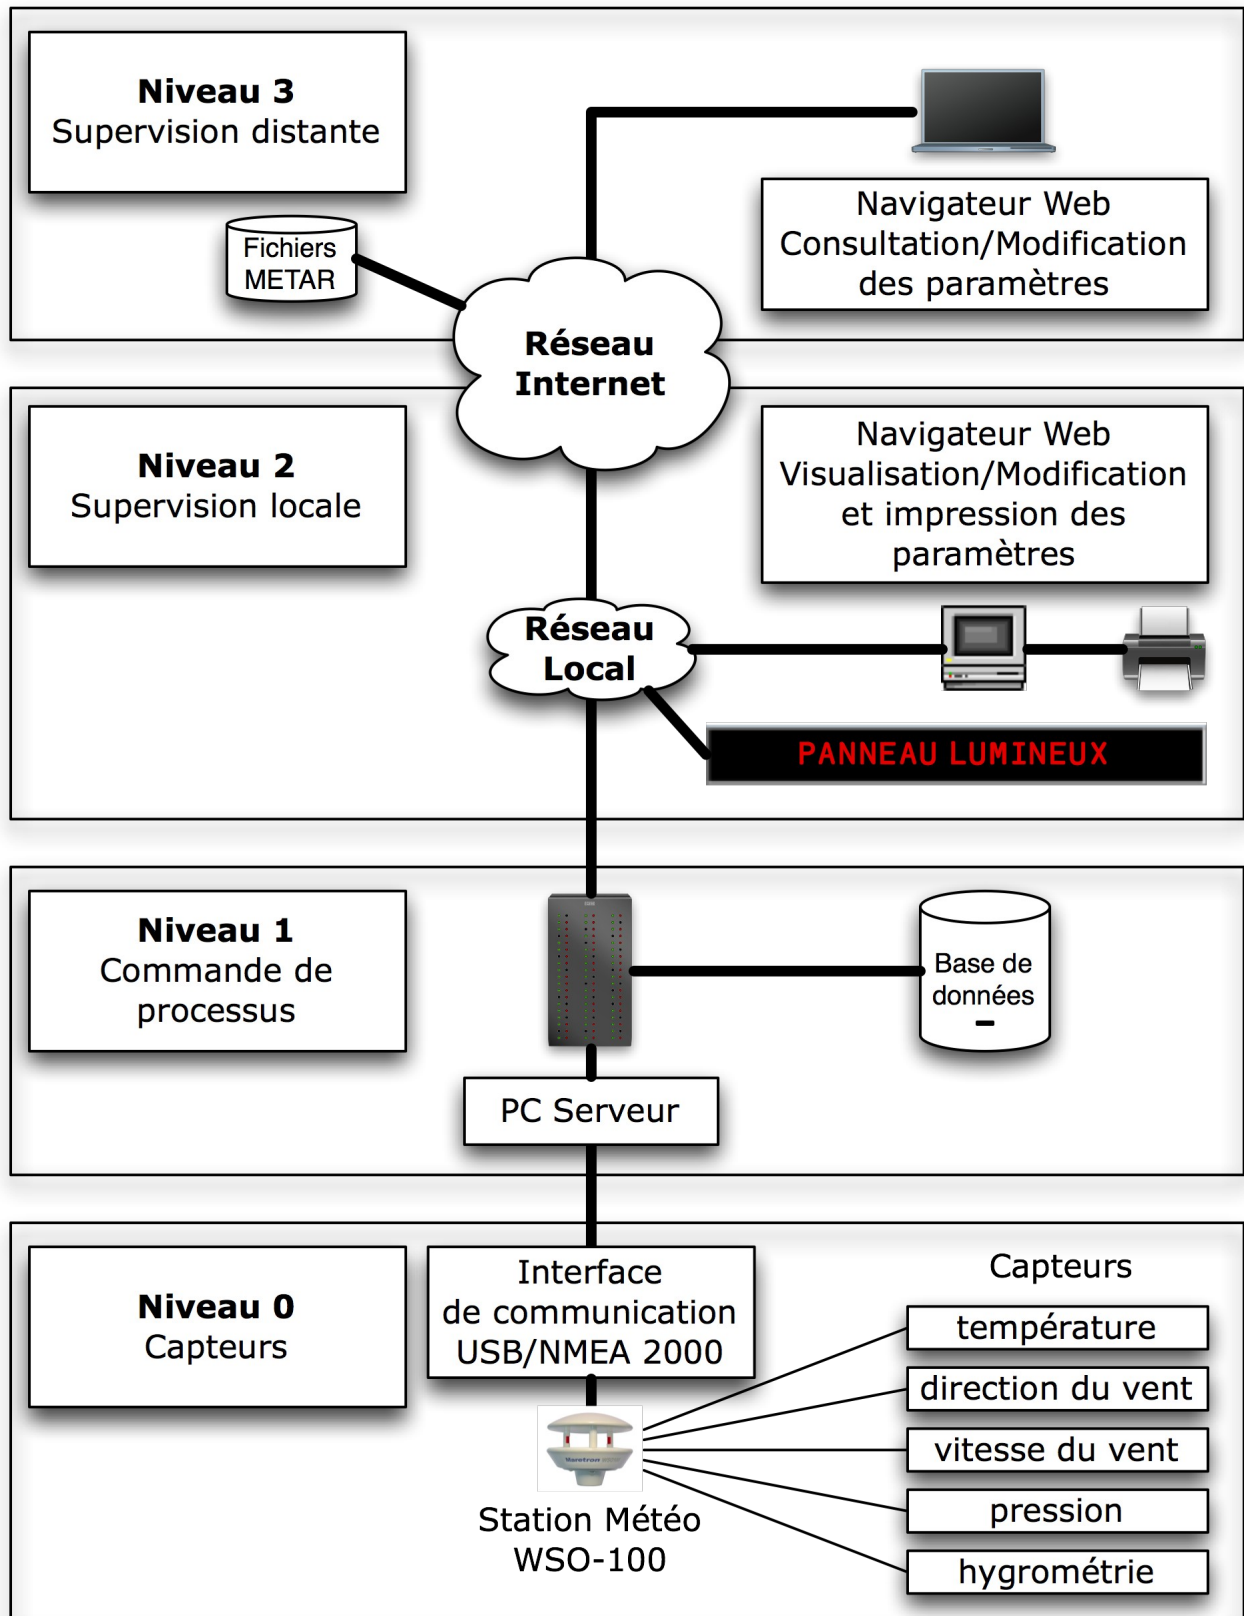 Niveau 3
Supervision distante
Fichiers
METAR
Navigateur Web
Consultation/Modification
des paramètres
Réseau
Internet
Niveau 2
Supervision locale
Navigateur Web
Visualisation/Modification
et impression des
paramètres
Réseau
Local
PANNEAU LUMINEUX
Niveau 1
Commande de
processus
Base de
données
PC Serveur
Niveau 0
Capteurs
Interface
de communication
USB/NMEA 2000
Capteurs
température
direction du vent
vitesse du vent
pression
hygrométrie
Station Météo
WSO-100